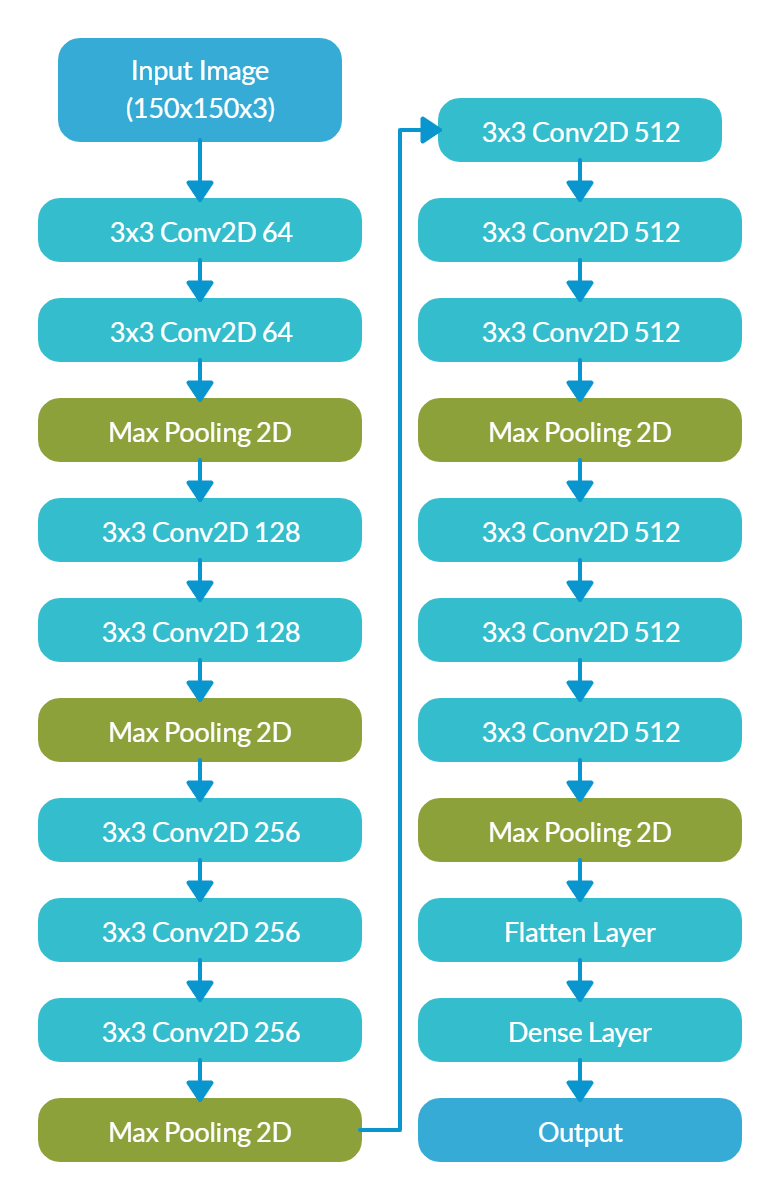 Input Image
(150x150x3)
3x3 Conv2D 64
3x3 Conv2D 64
Max Pooling 2D
3x3 Conv2D 128
3x3 Conv2D 128
Max Pooling 2D
3x3 Conv2D 256
3x3 Conv2D 256
3x3 Conv2D 256
Max Pooling 2D
3x3 Conv2D 512
3x3 Conv2D 512
3x3 Conv2D 512
Max Pooling 2D
3x3 Conv2D 512
3x3 Conv2D 512
3x3 Conv2D 512
Max Pooling 2D
Flatten Layer
Dense Layer
Output